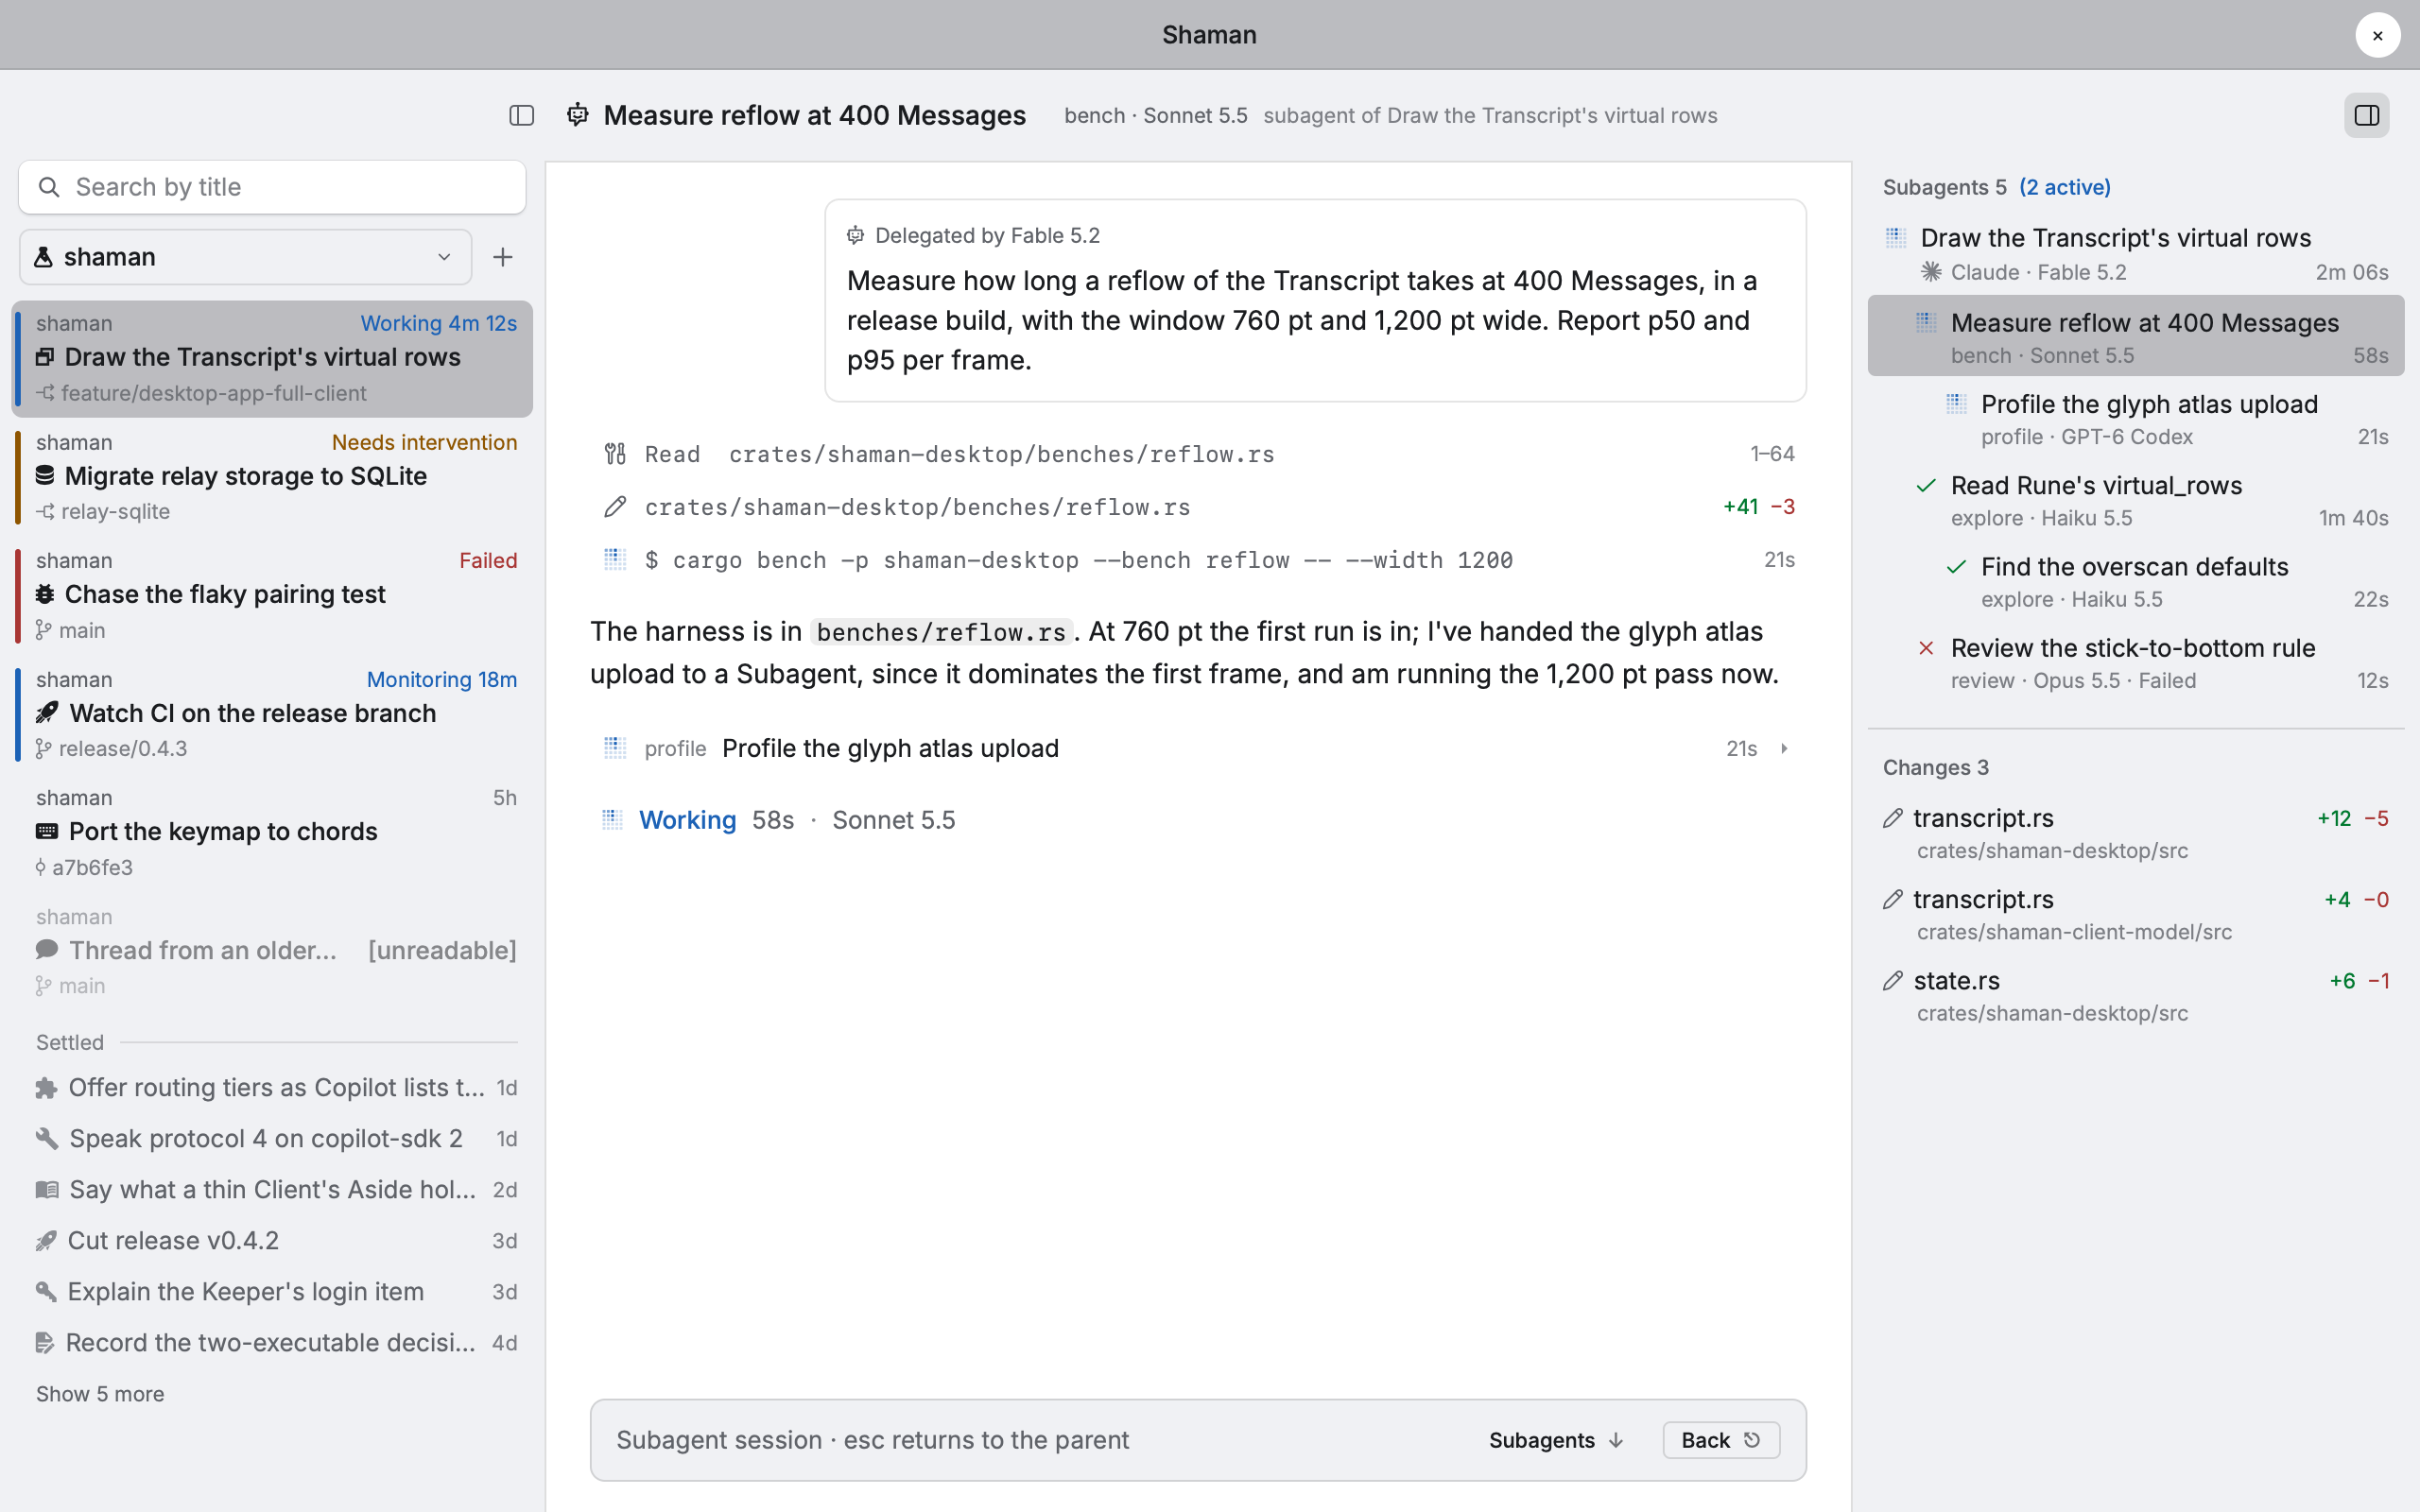 Shaman
Measure reflow at 400 Messages bench · Sonnet 5.5 subagent of Draw the Transcript's virtual rows
Search by title
shaman
shaman Working 4m 12s
Draw the Transcript's virtual rows
feature/desktop-app-full-client
shaman Needs intervention
Migrate relay storage to SQLite
relay-sqlite
shaman Failed
Chase the flaky pairing test
main
shaman Monitoring 18m
Watch CI on the release branch
release/0.4.3
shaman 5h
Port the keymap to chords
a7b6fe3
shaman
Thread from an older... [unreadable]
main
Settled
Offer routing tiers as Copilot lists t... 1d
Speak protocol 4 on copilot-sdk 2 1d
Say what a thin Client's Aside hol... 2d
Cut release v0.4.2 3d
Explain the Keeper's login item 3d
Record the two-executable decisi... 4d
Show 5 more
Delegated by Fable 5.2
Measure how long a reflow of the Transcript takes at 400 Messages, in a
release build, with the window 760 pt and 1,200 pt wide. Report p50 and
p95 per frame.
Read crates/shaman-desktop/benches/reflow.rs 1–64
crates/shaman-desktop/benches/reflow.rs +41 −3
$ cargo bench -p shaman-desktop --bench reflow -- --width 1200 21s
The harness is in benches/reflow.rs. At 760 pt the first run is in; I've handed the glyph atlas
upload to a Subagent, since it dominates the first frame, and am running the 1,200 pt pass now.
profile Profile the glyph atlas upload 21s
Working 58s · Sonnet 5.5
Subagent session · esc returns to the parent Subagents ↓ Back
Subagents 5 (2 active)
Draw the Transcript's virtual rows
Claude · Fable 5.2 2m 06s
Measure reflow at 400 Messages
bench · Sonnet 5.5 58s
Profile the glyph atlas upload
profile · GPT-6 Codex 21s
Read Rune's virtual_rows
explore · Haiku 5.5 1m 40s
Find the overscan defaults
explore · Haiku 5.5 22s
Review the stick-to-bottom rule
review · Opus 5.5 · Failed 12s
Changes 3
transcript.rs +12 −5
crates/shaman-desktop/src
transcript.rs +4 −0
crates/shaman-client-model/src
state.rs +6 −1
crates/shaman-desktop/src